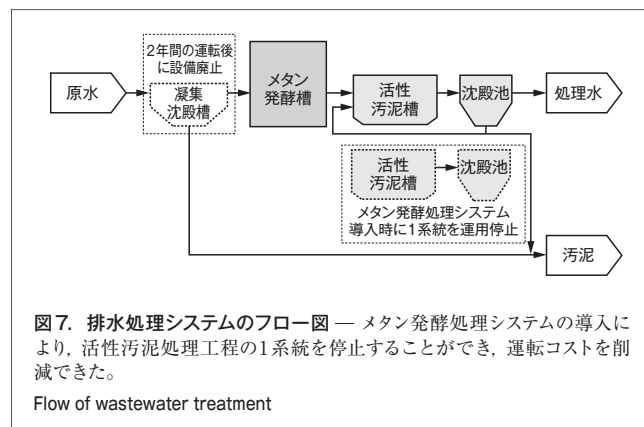 2年間の運転後
に設備廃止
原水
凝集
沈殿槽
メタン
発酵槽
活性
汚泥槽
沈殿池
処理水
活性
汚泥槽
沈殿池
メタン発酵処理システム
導入時に1系統を運用停止
汚泥
図7. 排水処理システムのフロー図 — メタン発酵処理システムの導入に
より, 活性汚泥処理工程の1系統を停止することができ, 運転コストを削
減できた。
Flow of wastewater treatment